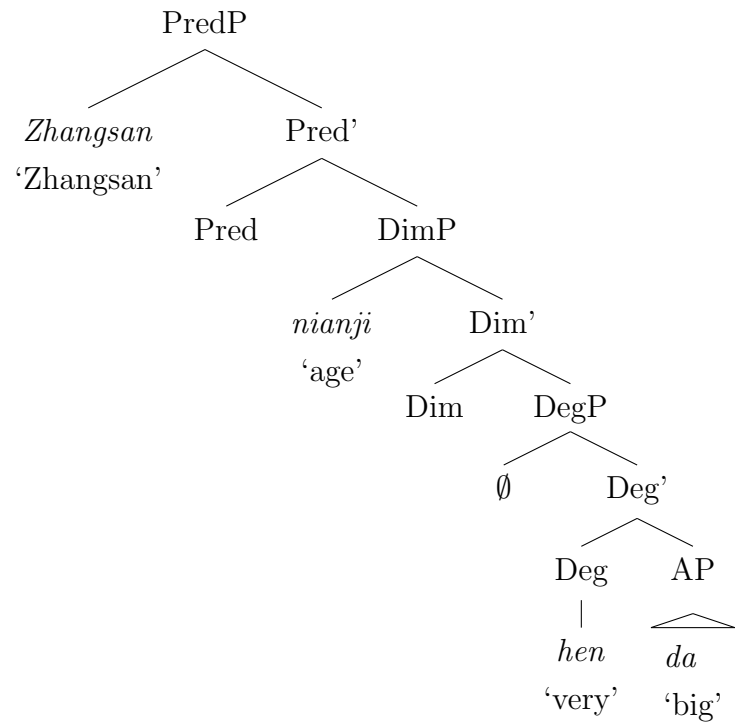 PredP
Zhangsan Pred'
‘Zhangsan’
Pred DimP
nianji Dim'
‘age’
Dim DegP
∅ Deg'
Deg AP
hen da
‘very’ ‘big’